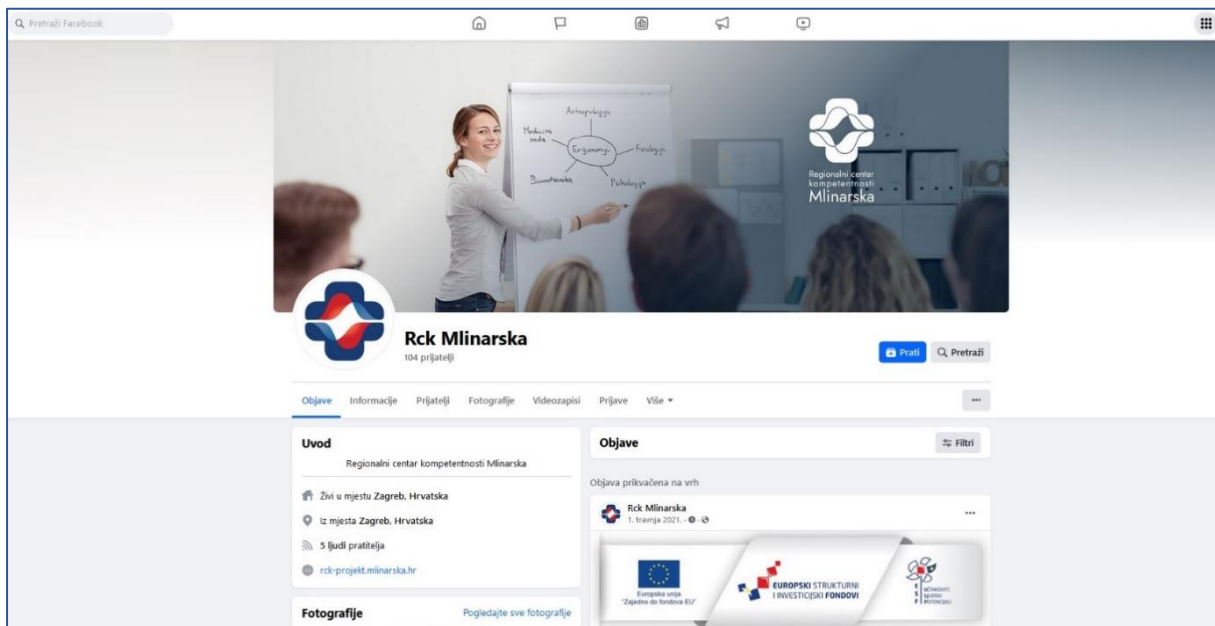 Pretraži Facebook
Antropologija
Medicina
rada
Ergonomija
Fiziologija
Biomehanika
Psihologija
Regionalni centar
kompetentnosti
Mlinarska
Rck Mlinarska
104 prijatelji
Prati
Pretraži
Objave
Informacije
Prijatelji
Fotografije
Videozapisi
Prijave
Više
Uvod
Regionalni centar kompetentnosti Mlinarska
Živi u mjestu Zagreb, Hrvatska
Iz mjesta Zagreb, Hrvatska
5 ljudi pratitelja
rck-projekt.mlinarska.hr
Fotografije
Pogledajte sve fotografije
Objave
Filtri
Objava prikvačena na vrh
Rck Mlinarska
1. travnja 2021.
Europska unija
"Zajedno do fondova EU"
EUROPSKI STRUKTURNI
I INVESTICIJSKI FONDOVI
UČINKOVITI
LJUDSKI
POTENCIJALI